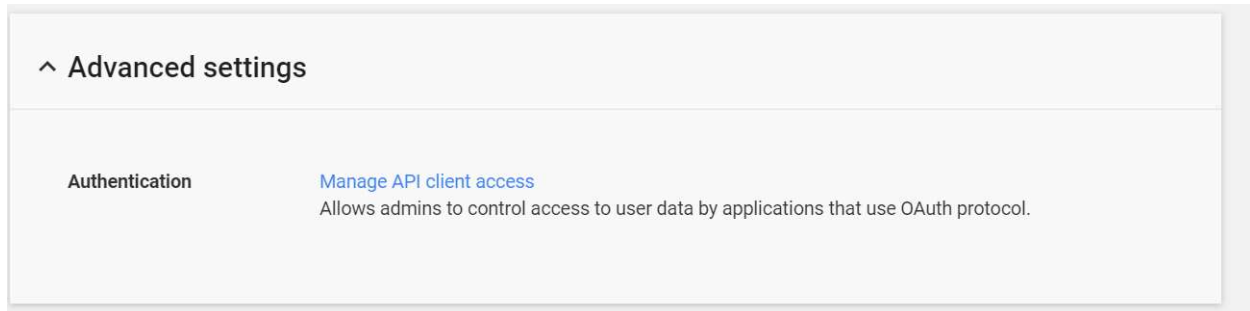 Advanced settings
Authentication
Manage API client access
Allows admins to control access to user data by applications that use OAuth protocol.